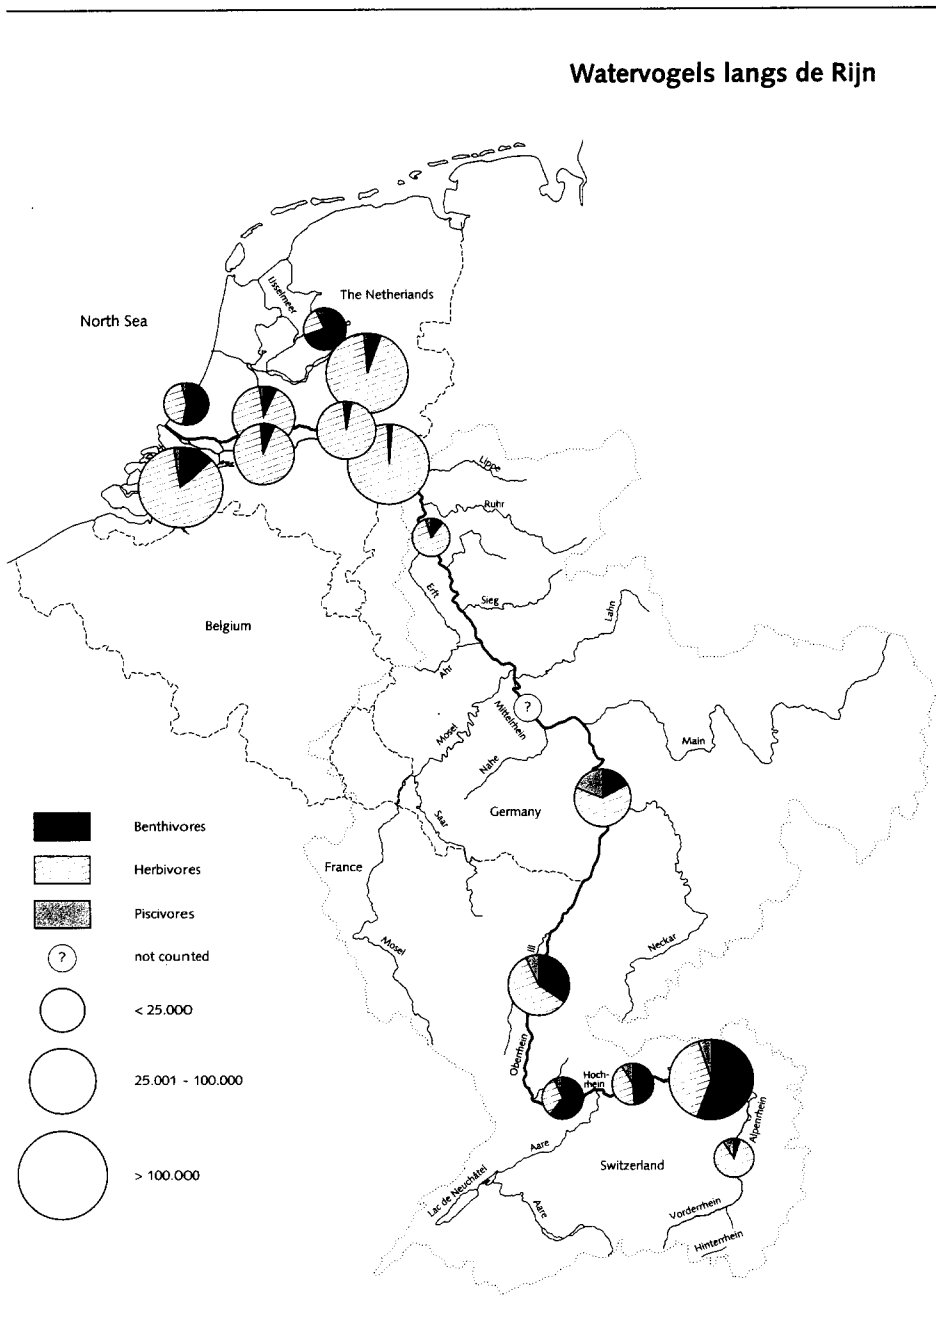 Watervogels langs de Rijn
IJsselmeer
The Netherlands
North Sea
Lippe
Ruhr
Erft
Sieg
Lahn
Belgium
Ahr
Mosel
Mittelrhein
?
Main
Nahe
Germany
Saar
Benthivores
Herbivores
France
Piscivores
Mosel
Neckar
Ill
? not counted
< 25.000
Oberrhein
25.001 - 100.000
Hoch-
rhein
Alpenrhein
Aare
Switzerland
> 100.000
Lac de Neuchâtel
Aare
Vorderrhein
Hinterrhein